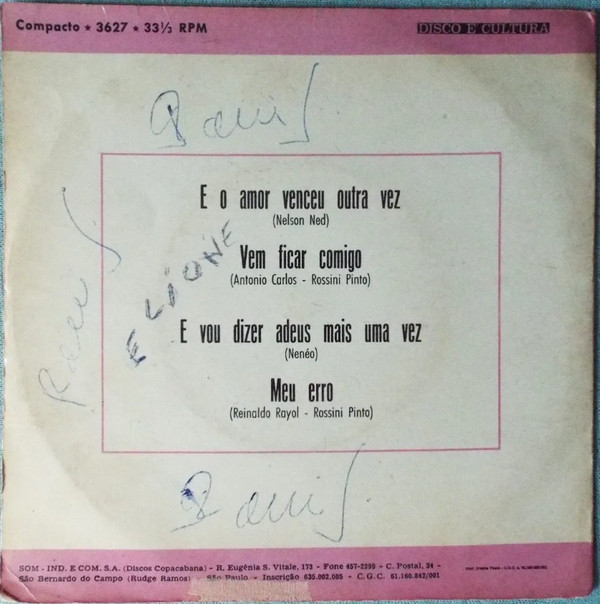 Compacto ★ 3627 ★ 33⅓ RPM
DISCO É CULTURA
E o amor venceu outra vez
(Nelson Ned)
Vem ficar comigo
(Antonio Carlos - Rossini Pinto)
E vou dizer adeus mais uma vez
(Nenéo)
Meu erro
(Reinaldo Rayol - Rossini Pinto)
ELIONE
SOM - IND. E COM. S.A. (Discos Copacabana) - R. Eugênia S. Vitale, 173 - Fone 457-2299 - C. Postal, 34 -
São Bernardo do Campo (Rudge Ramos) - São Paulo - Inscrição 635.002.085 - C.G.C. 61.160.842/001